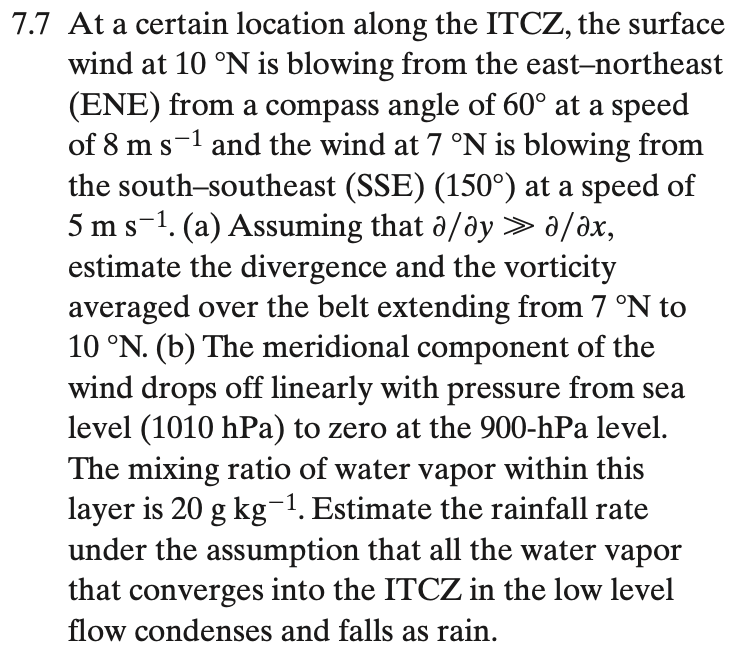 7.7 At a certain location along the ITCZ, the surface
wind at 10 °N is blowing from the east–northeast
(ENE) from a compass angle of 60° at a speed
of 8 m s⁻¹ and the wind at 7 °N is blowing from
the south–southeast (SSE) (150°) at a speed of
5 m s⁻¹. (a) Assuming that ∂/∂y ≫ ∂/∂x,
estimate the divergence and the vorticity
averaged over the belt extending from 7 °N to
10 °N. (b) The meridional component of the
wind drops off linearly with pressure from sea
level (1010 hPa) to zero at the 900-hPa level.
The mixing ratio of water vapor within this
layer is 20 g kg⁻¹. Estimate the rainfall rate
under the assumption that all the water vapor
that converges into the ITCZ in the low level
flow condenses and falls as rain.